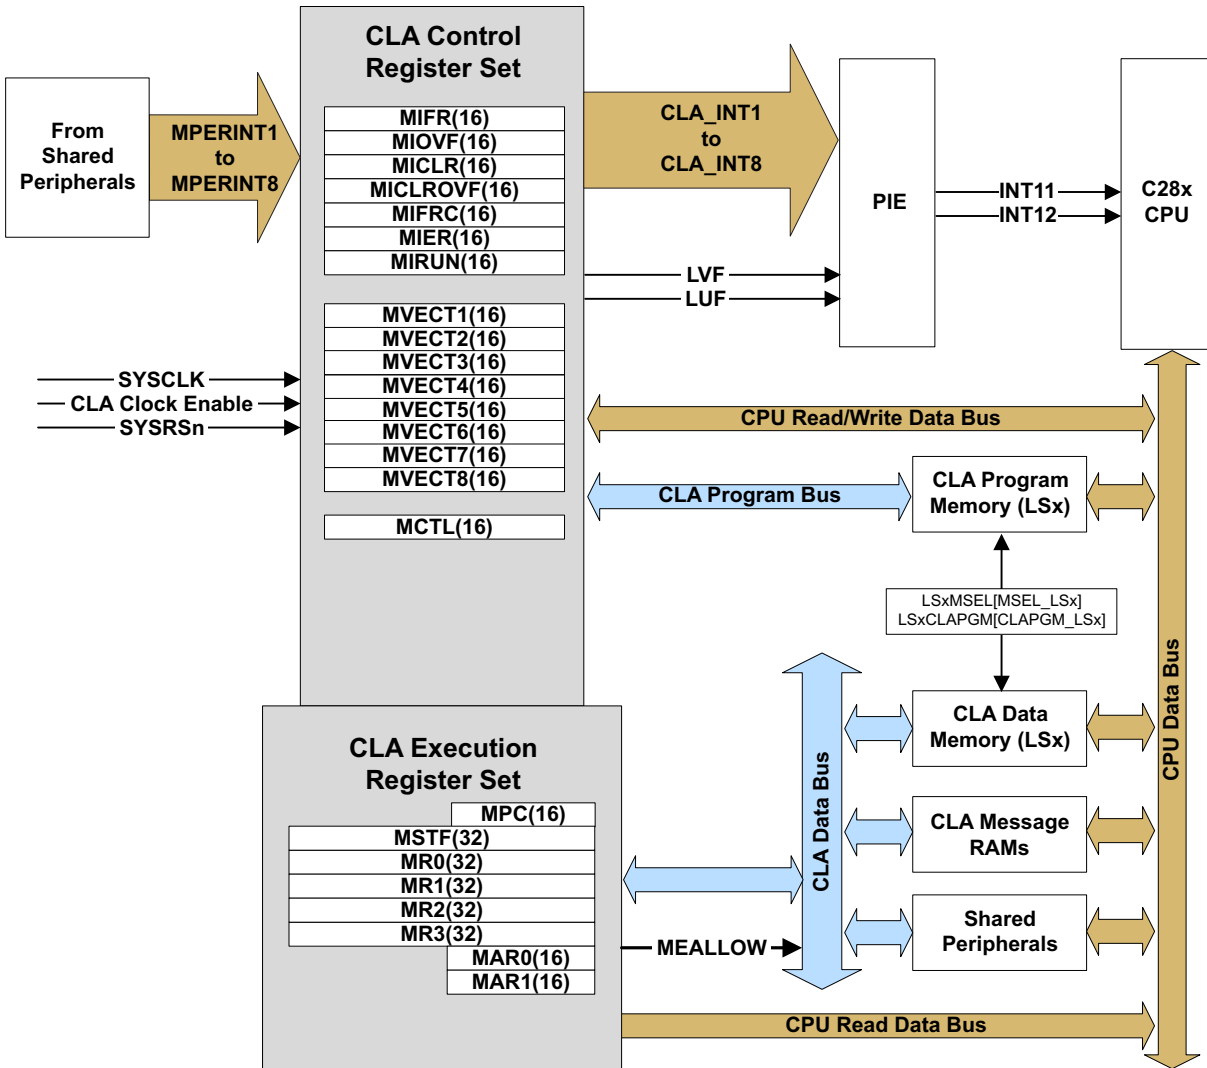 CLA Control
Register Set
From
Shared
Peripherals
MPERINT1
to
MPERINT8
MIFR(16)
MIOVF(16)
MICLR(16)
MICLROVF(16)
MIFRC(16)
MIER(16)
MIRUN(16)
CLA_INT1
to
CLA_INT8
PIE
INT11
INT12
C28x
CPU
LVF
LUF
MVECT1(16)
MVECT2(16)
MVECT3(16)
MVECT4(16)
MVECT5(16)
MVECT6(16)
MVECT7(16)
MVECT8(16)
SYSCLK
CLA Clock Enable
SYSRSn
CPU Read/Write Data Bus
CLA Program Bus
CLA Program
Memory (LSx)
MCTL(16)
LSxMSEL[MSEL_LSx]
LSxCLAPGM[CLAPGM_LSx]
CPU Data Bus
CLA Data Bus
CLA Data
Memory (LSx)
CLA Message
RAMs
Shared
Peripherals
CLA Execution
Register Set
MPC(16)
MSTF(32)
MR0(32)
MR1(32)
MR2(32)
MR3(32)
MAR0(16)
MAR1(16)
MEALLOW
CPU Read Data Bus